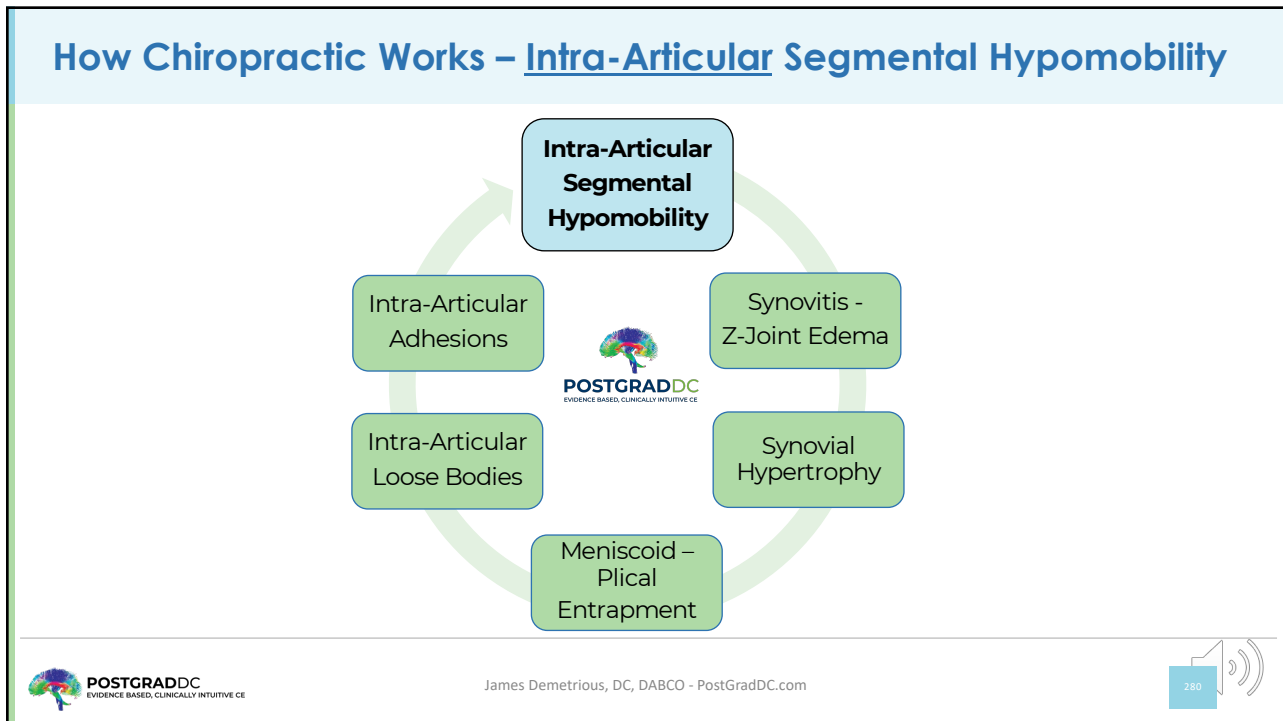 How Chiropractic Works – Intra-Articular Segmental Hypomobility
Intra-Articular
Segmental
Hypomobility
Synovitis -
Z-Joint Edema
Synovial
Hypertrophy
Meniscoid –
Plical
Entrapment
Intra-Articular
Loose Bodies
Intra-Articular
Adhesions
POSTGRADDC
EVIDENCE BASED, CLINICALLY INTUITIVE CE
POSTGRADDC
EVIDENCE BASED, CLINICALLY INTUITIVE CE
James Demetrious, DC, DABCO - PostGradDC.com
280